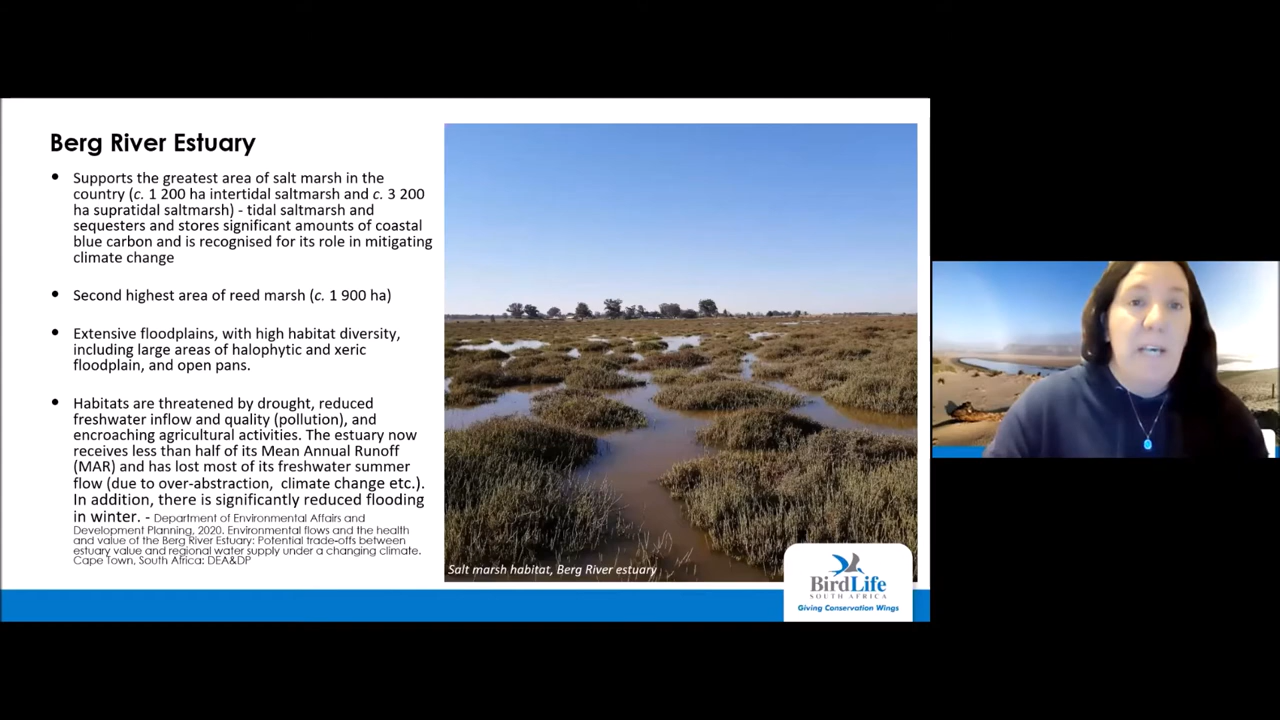 Berg River Estuary
• Supports the greatest area of salt marsh in the
country (c. 1 200 ha intertidal saltmarsh and c. 3 200
ha supratidal saltmarsh) - tidal saltmarsh and
sequesters and stores significant amounts of coastal
blue carbon and is recognised for its role in mitigating
climate change
• Second highest area of reed marsh (c. 1 900 ha)
• Extensive floodplains, with high habitat diversity,
including large areas of halophytic and xeric
floodplain, and open pans.
• Habitats are threatened by drought, reduced
freshwater inflow and quality (pollution), and
encroaching agricultural activities. The estuary now
receives less than half of its Mean Annual Runoff
(MAR) and has lost most of its freshwater summer
flow (due to over-abstraction, climate change etc.).
In addition, there is significantly reduced flooding
in winter. - Department of Environmental Affairs and
Development Planning, 2020. Environmental flows and the health
and value of the Berg River Estuary: Potential trade-offs between
estuary value and regional water supply under a changing climate.
Cape Town, South Africa: DEA&DP
Salt marsh habitat, Berg River estuary
BirdLife
SOUTH AFRICA
Giving Conservation Wings